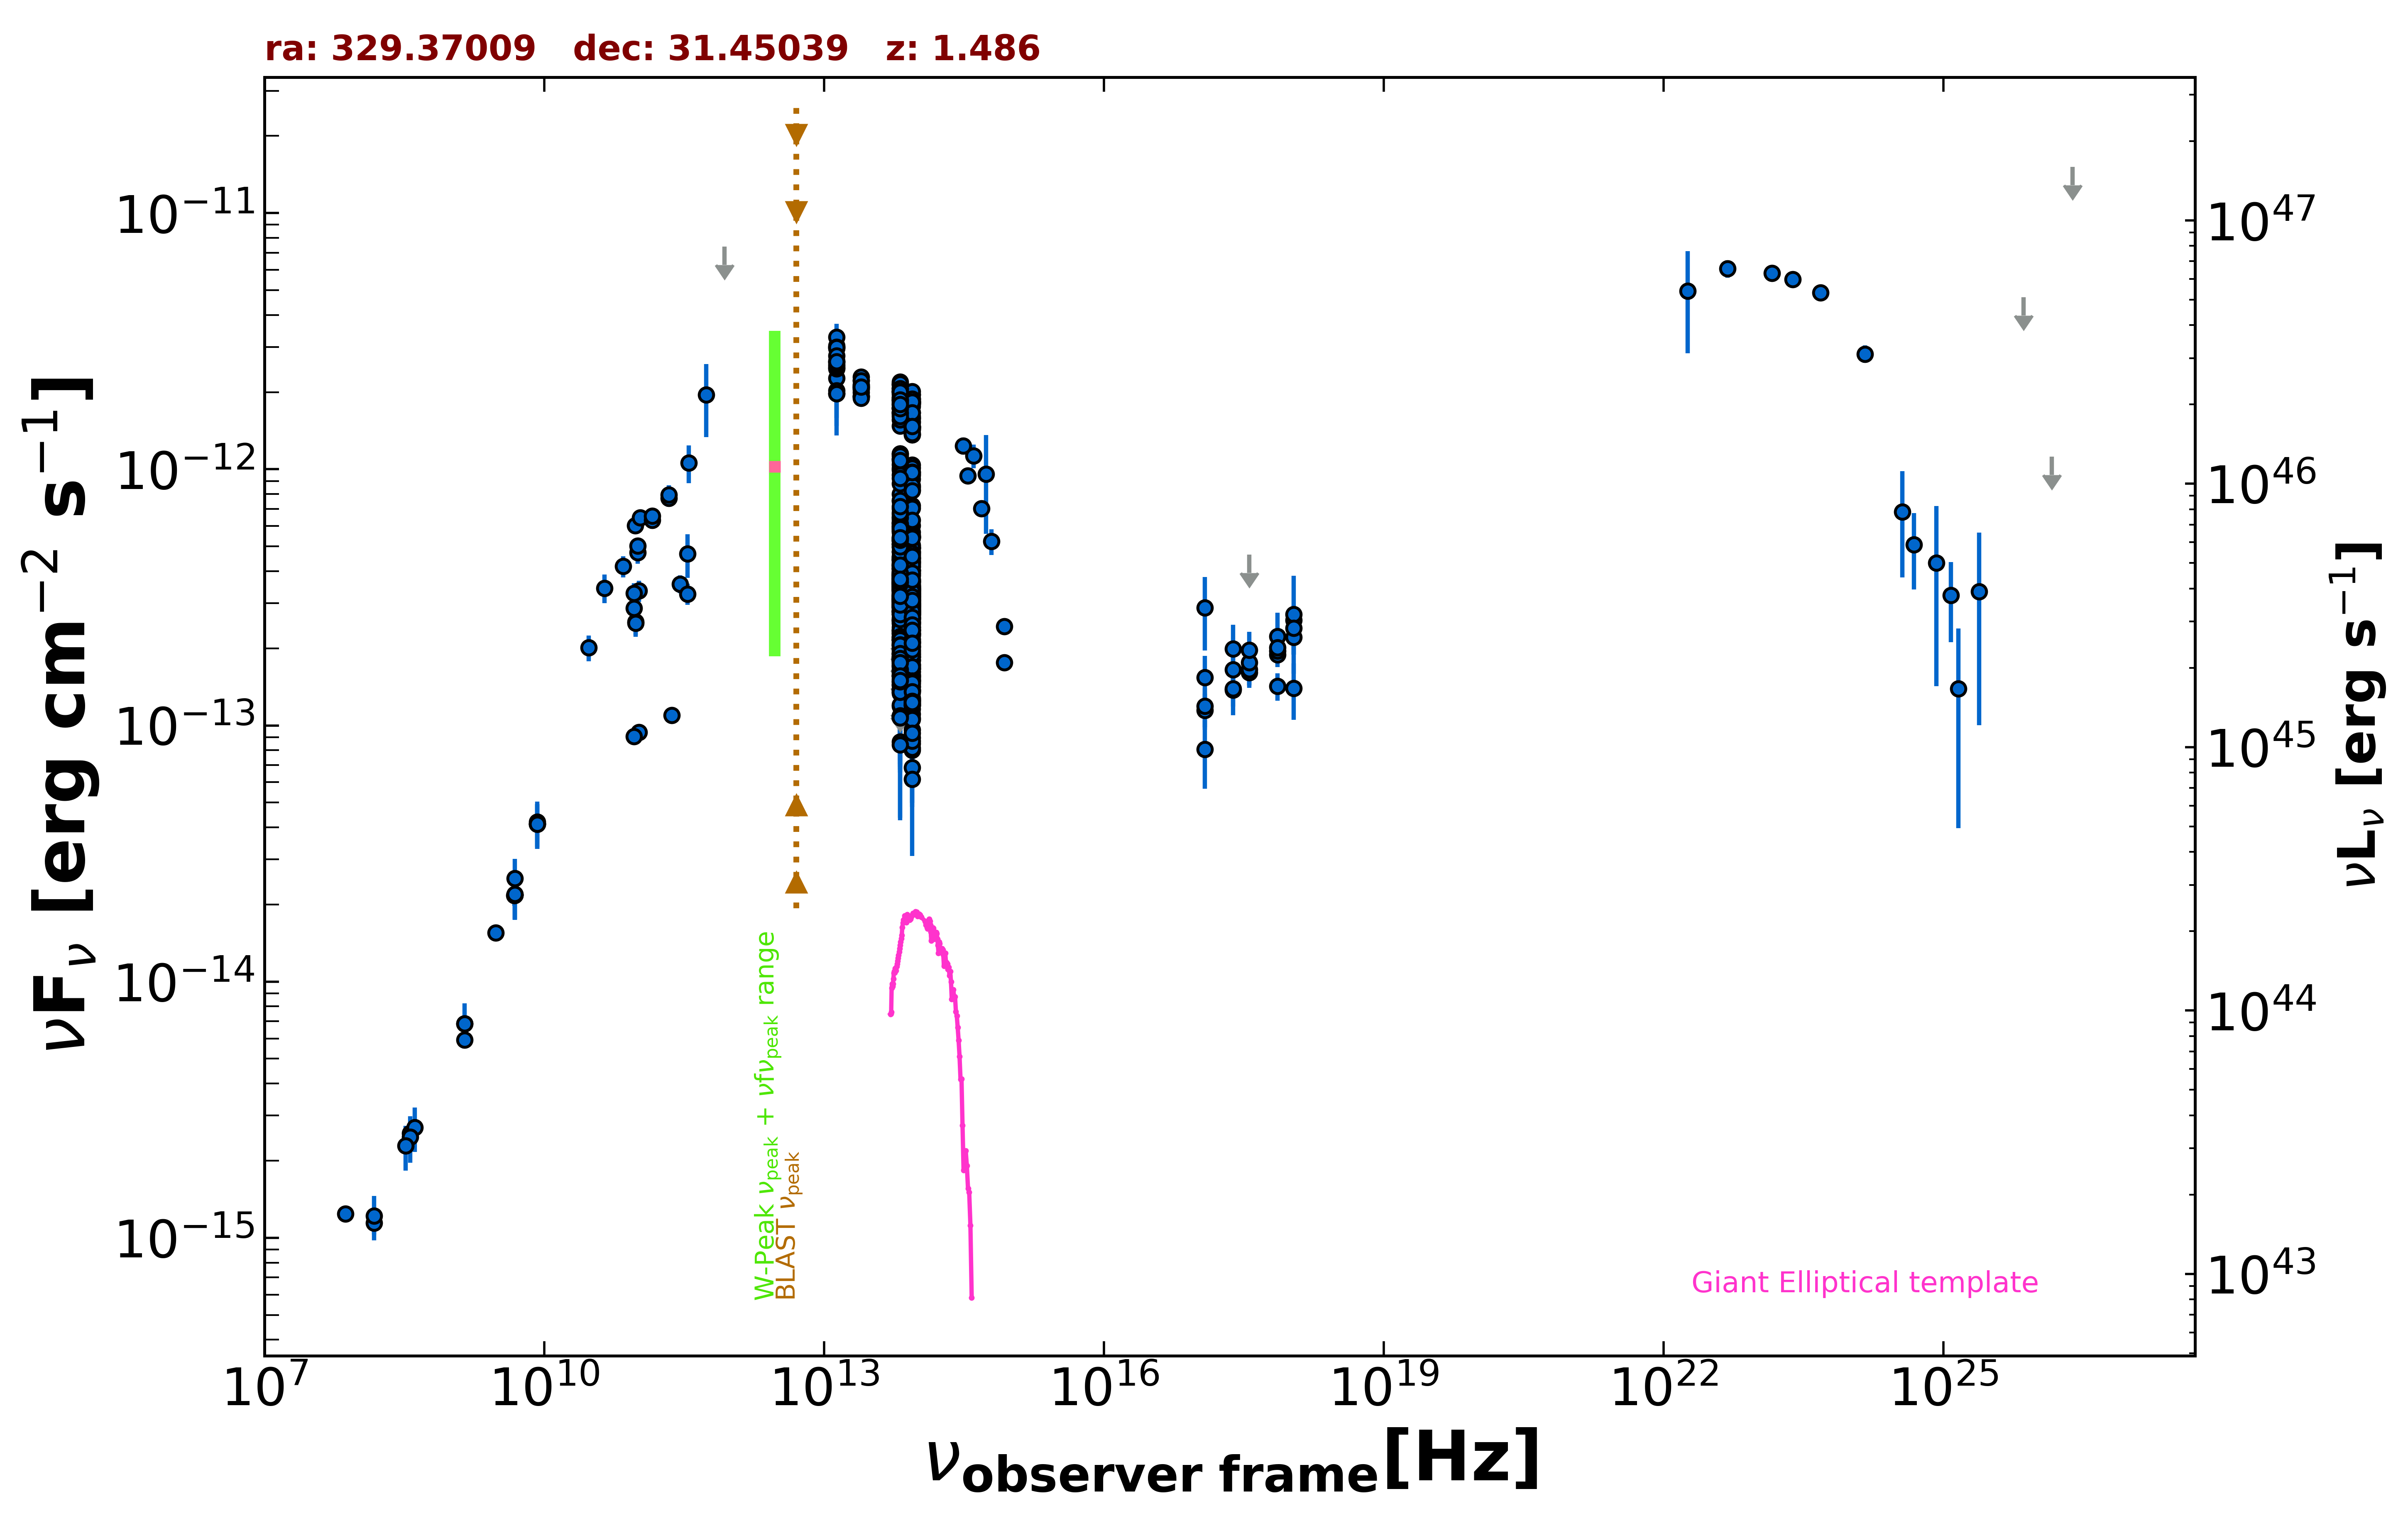 ra: 329.37009 dec: 31.45039 z: 1.486
νFν [erg cm−2 s−1]
10−11
10−12
10−13
10−14
10−15
1047
1046
1045
1044
1043
νLν [erg s−1]
W-Peak νpeak + νfνpeak range
BLAST νpeak
Giant Elliptical template
107
1010
1013
1016
1019
1022
1025
νobserver frame[Hz]